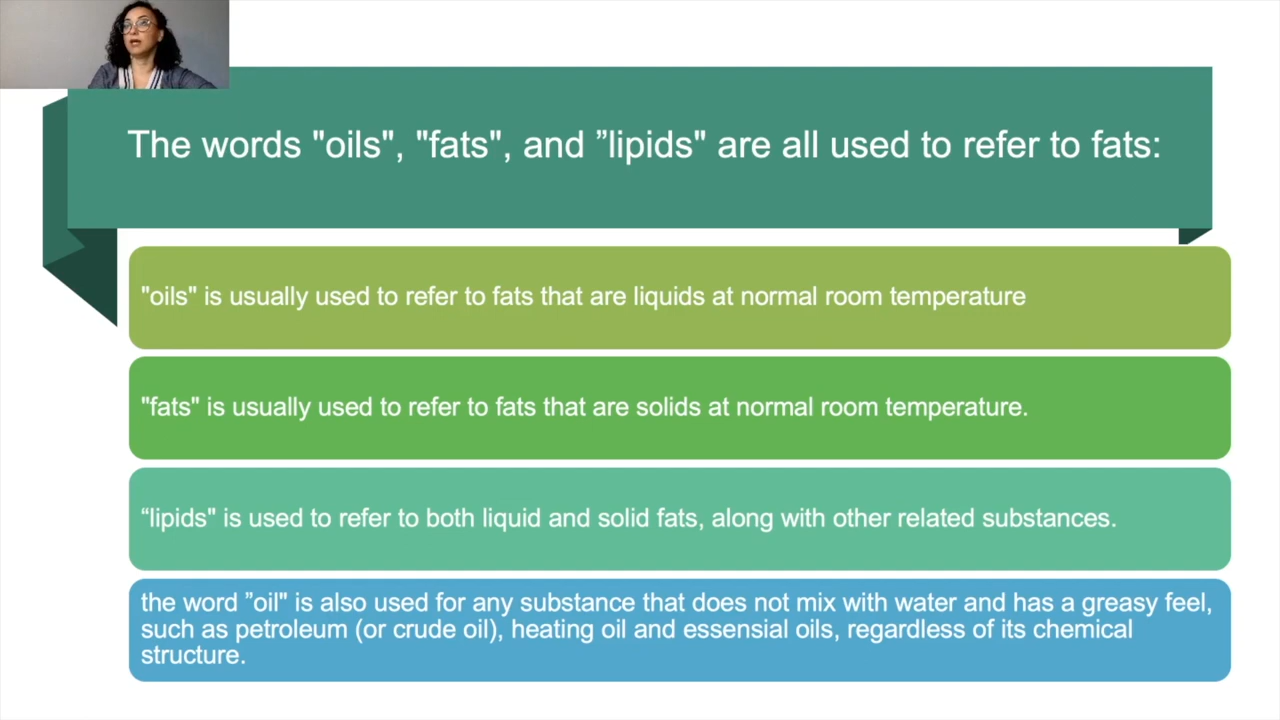 The words "oils", "fats", and ”lipids" are all used to refer to fats:
"oils" is usually used to refer to fats that are liquids at normal room temperature
"fats" is usually used to refer to fats that are solids at normal room temperature.
“lipids" is used to refer to both liquid and solid fats, along with other related substances.
the word ”oil" is also used for any substance that does not mix with water and has a greasy feel,
such as petroleum (or crude oil), heating oil and essensial oils, regardless of its chemical
structure.